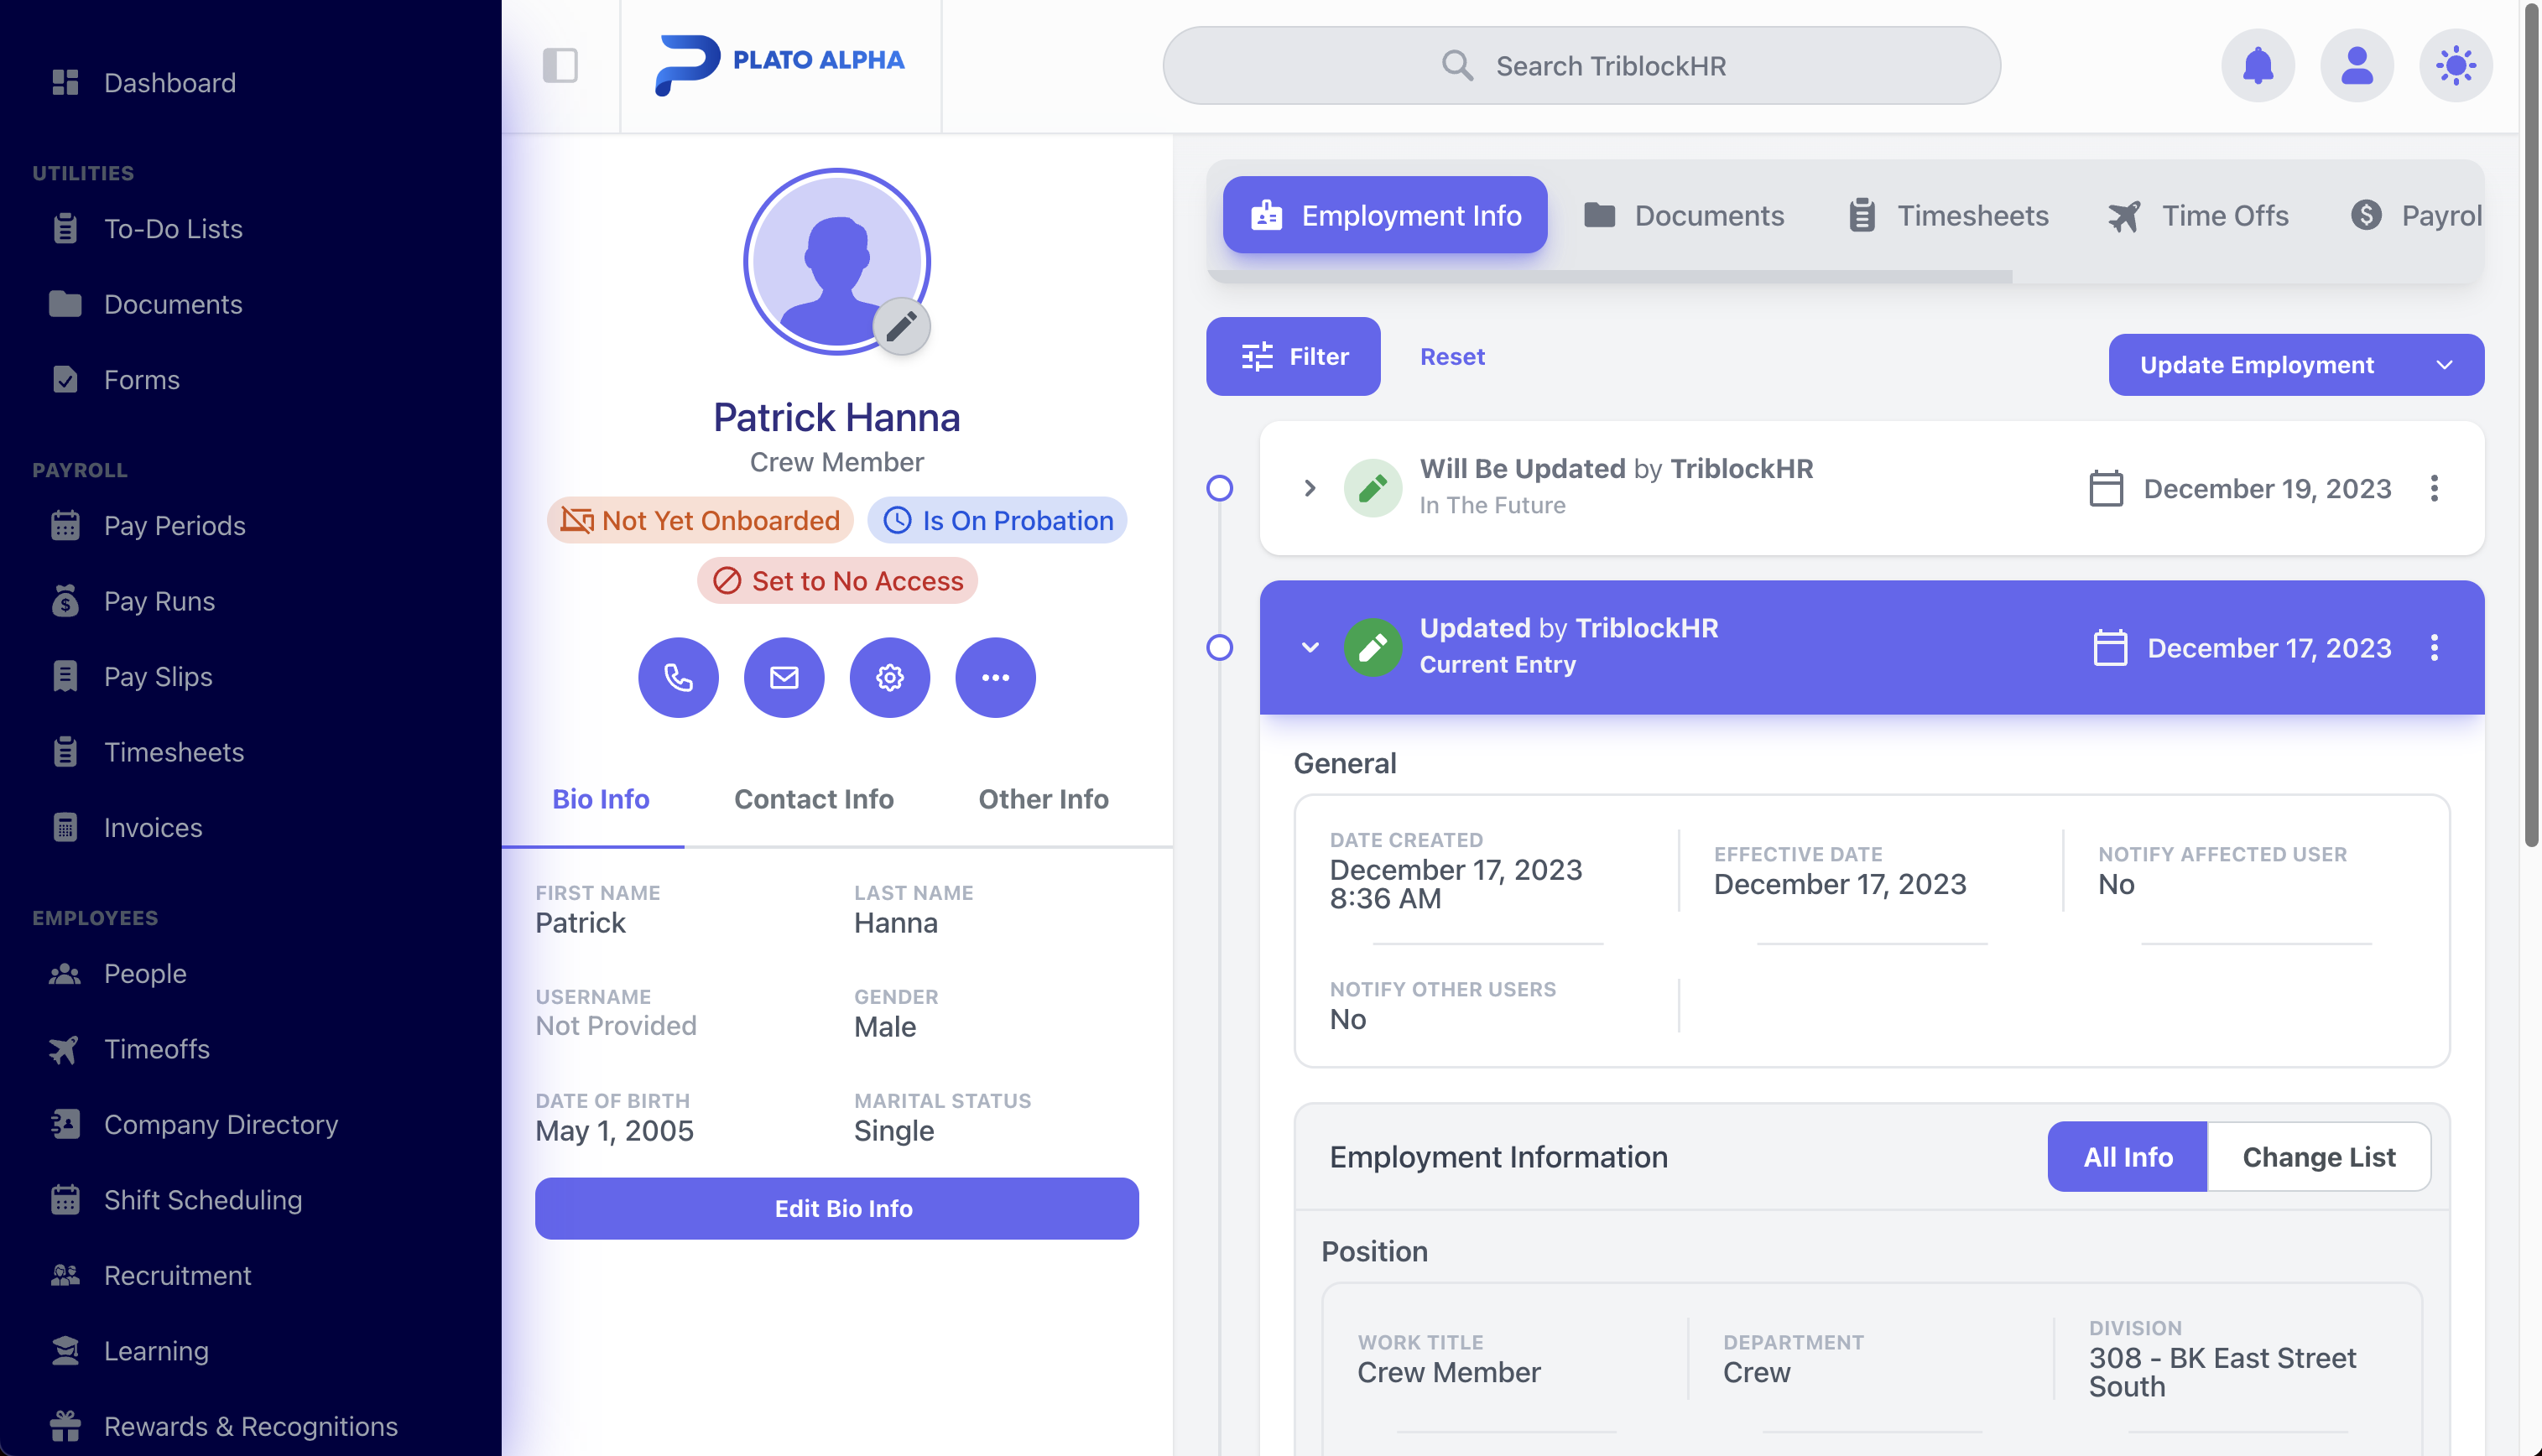 Dashboard
UTILITIES
To-Do Lists
Documents
Forms
PAYROLL
Pay Periods
Pay Runs
Pay Slips
Timesheets
Invoices
EMPLOYEES
People
Timeoffs
Company Directory
Shift Scheduling
Recruitment
Learning
Rewards & Recognitions
PLATO ALPHA
Search TriblockHR
Patrick Hanna
Crew Member
Not Yet Onboarded
Is On Probation
Set to No Access
Bio Info
Contact Info
Other Info
FIRST NAME
Patrick
LAST NAME
Hanna
USERNAME
Not Provided
GENDER
Male
DATE OF BIRTH
May 1, 2005
MARITAL STATUS
Single
Edit Bio Info
Employment Info
Documents
Timesheets
Time Offs
Payrol
Filter
Reset
Update Employment
Will Be Updated by TriblockHR
In The Future
December 19, 2023
Updated by TriblockHR
Current Entry
December 17, 2023
General
DATE CREATED
December 17, 2023
8:36 AM
EFFECTIVE DATE
December 17, 2023
NOTIFY AFFECTED USER
No
NOTIFY OTHER USERS
No
Employment Information
All Info
Change List
Position
WORK TITLE
Crew Member
DEPARTMENT
Crew
DIVISION
308 - BK East Street
South